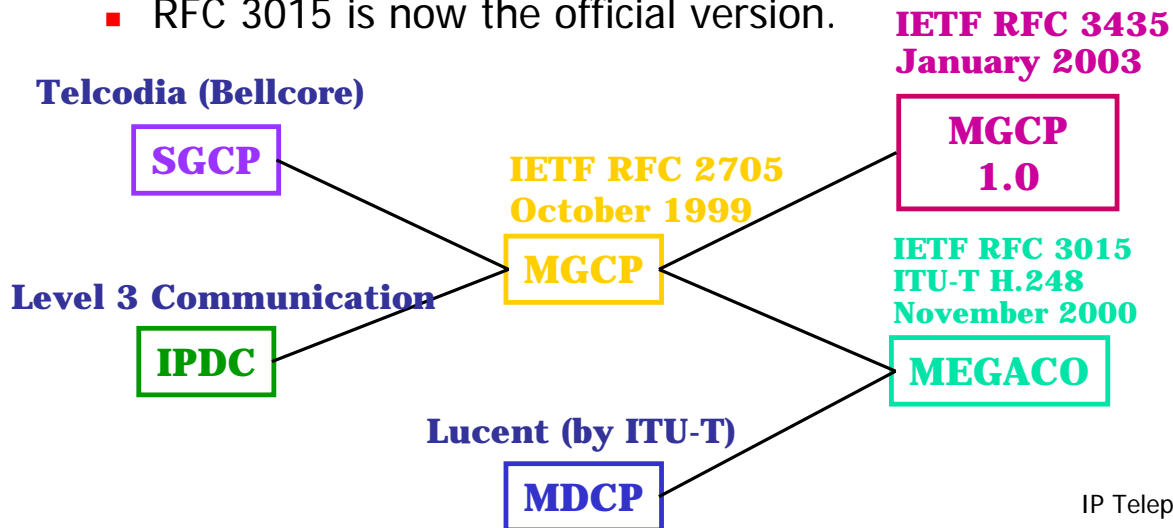 RFC 3015 is now the official version.
IETF RFC 3435
January 2003
MGCP
1.0
Telcodia (Bellcore)
SGCP
IETF RFC 2705
October 1999
MGCP
IETF RFC 3015
ITU-T H.248
November 2000
MEGACO
Level 3 Communication
IPDC
Lucent (by ITU-T)
MDCP
IP Telep